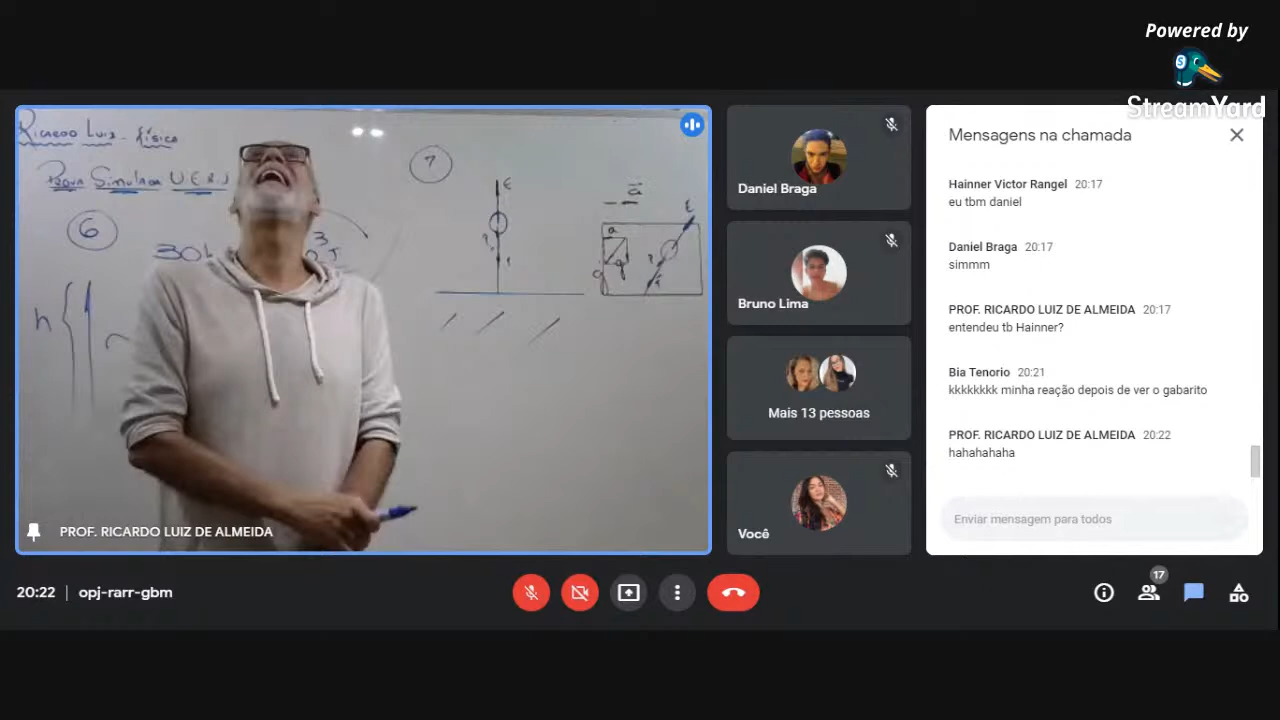 Powered by
StreamYard
Ricardo Luis - Física
Prova Simulada UERJ
6
7
h
a
Daniel Braga
Bruno Lima
Mais 13 pessoas
Você
PROF. RICARDO LUIZ DE ALMEIDA
Mensagens na chamada
Hainner Victor Rangel 20:17
eu tbm daniel
Daniel Braga 20:17
simmm
PROF. RICARDO LUIZ DE ALMEIDA 20:17
entendeu tb Hainner?
Bia Tenorio 20:21
kkkkkkkk minha reação depois de ver o gabarito
PROF. RICARDO LUIZ DE ALMEIDA 20:22
hahahahaha
Enviar mensagem para todos
20:22 | opj-rarr-gbm
17